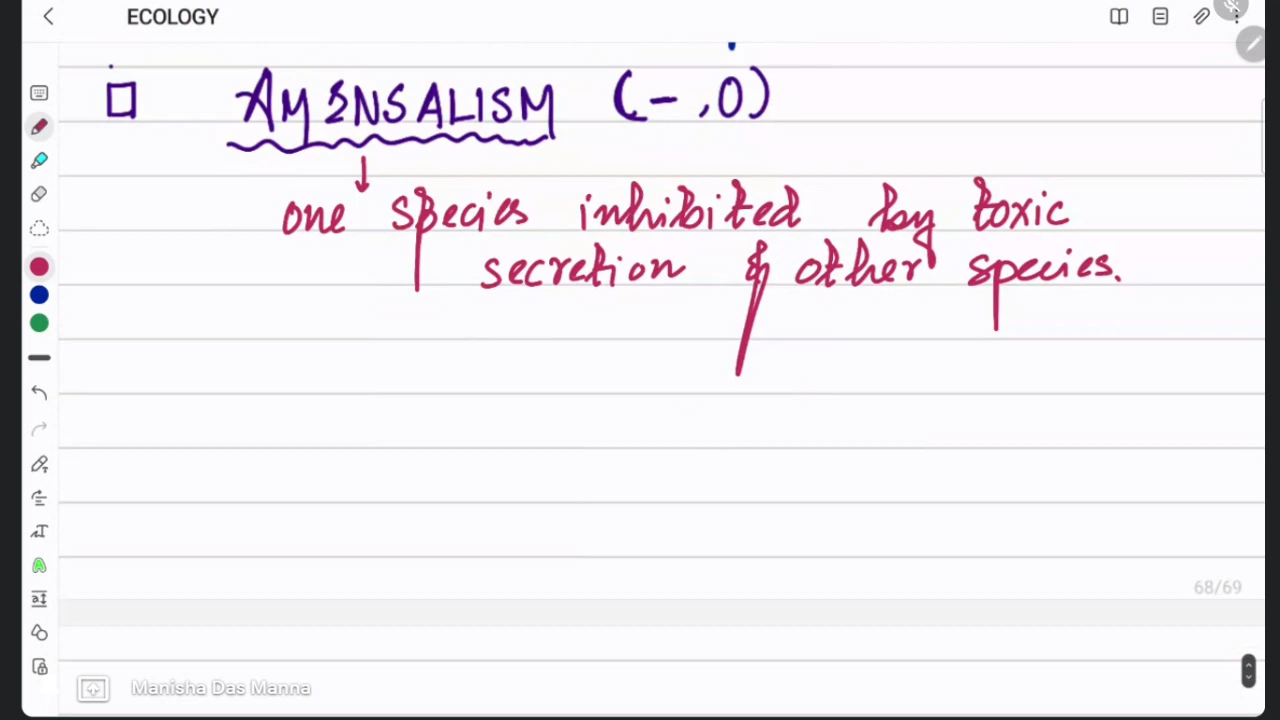 ECOLOGY
AMENSALISM (-,0)
one species inhibited by toxic
secretion of other species.
68/69
Manisha Das Manna